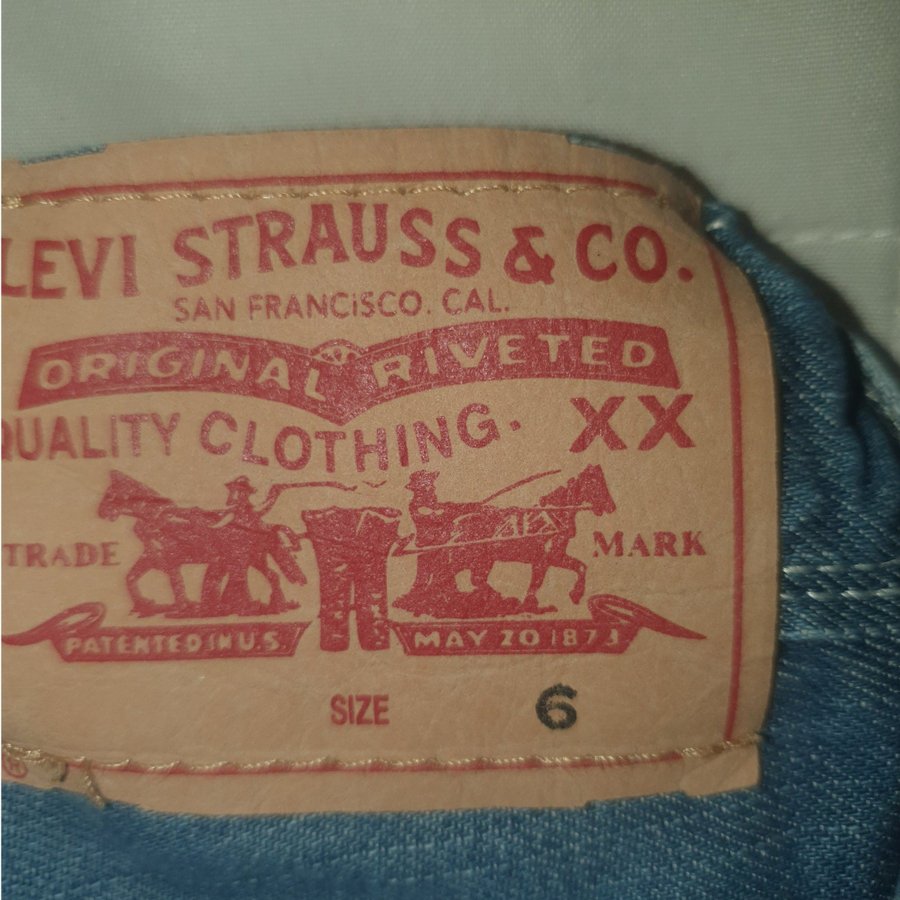 LEVI STRAUSS & CO.
SAN FRANCISCO. CAL.
ORIGINAL RIVETED
QUALITY CLOTHING. XX
TRADE MARK
PATENTED IN U.S. MAY 20 1873
SIZE 6
®